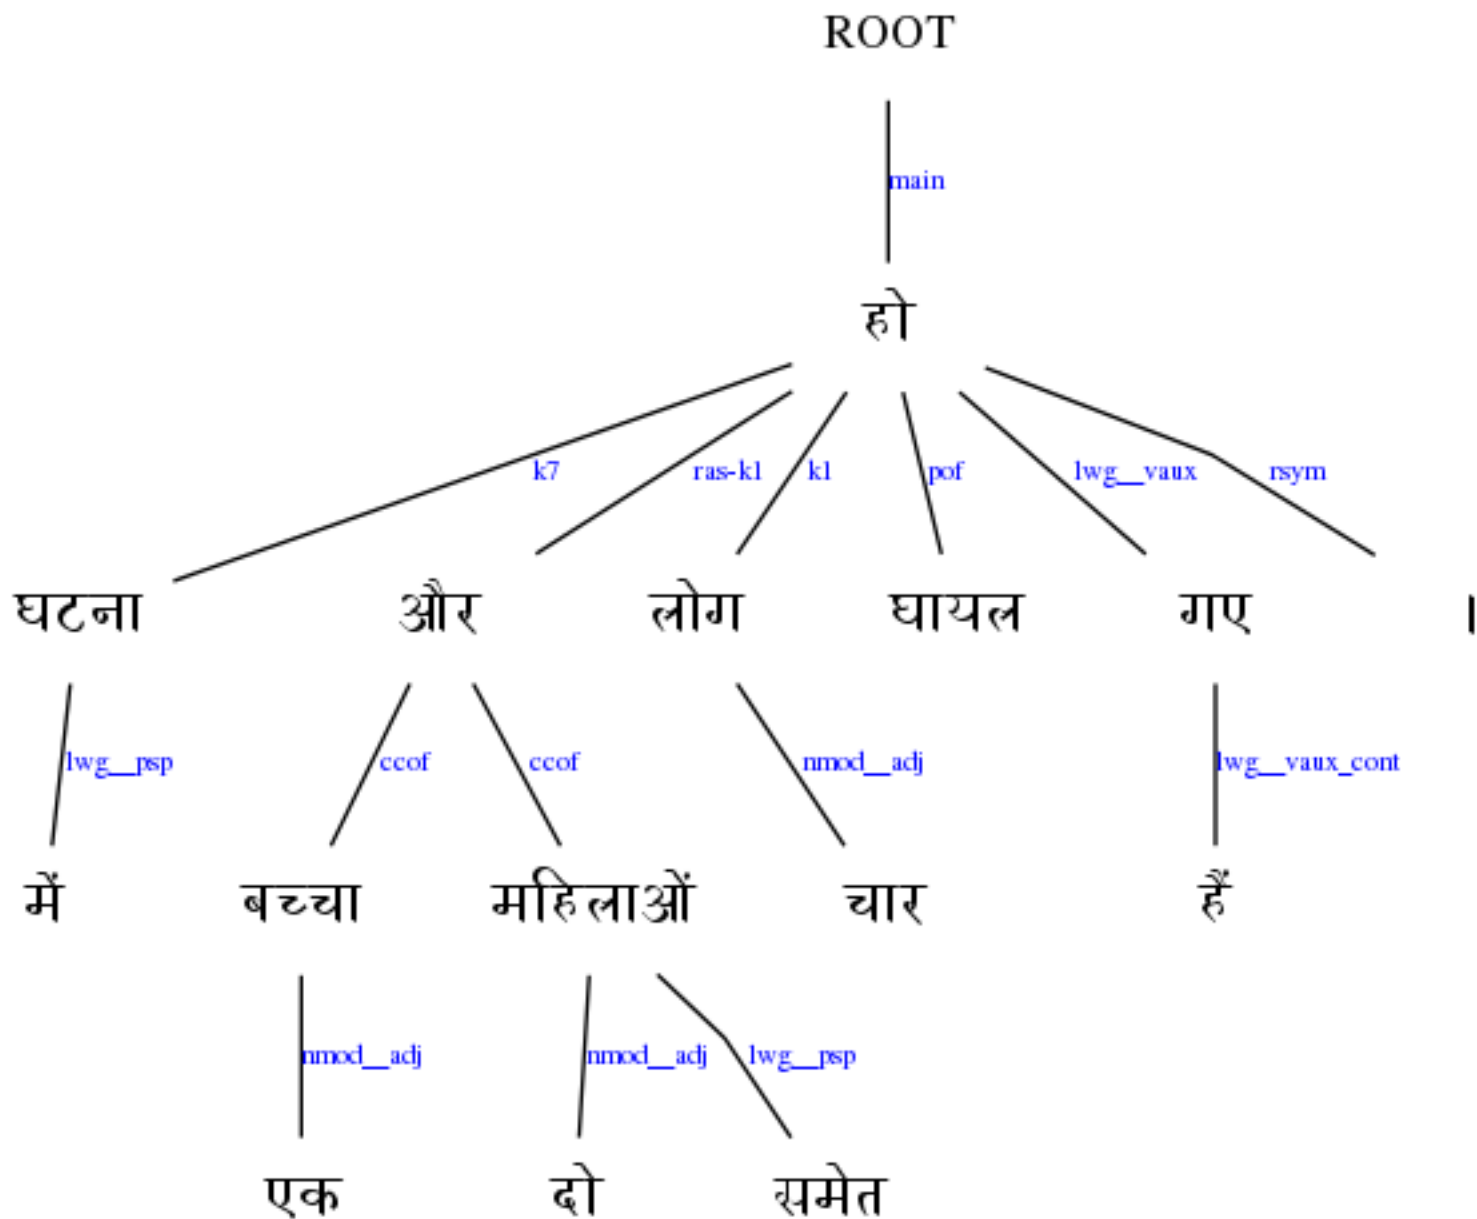 ROOT
main
हो
k7 ras-k1 k1 pof lwg__vaux rsym
घटना और लोग घायल गए ।
lwg__psp ccof ccof nmod__adj lwg__vaux_cont
में बच्चा महिलाओं चार हैं
nmod__adj nmod__adj lwg__psp
एक दो समेत